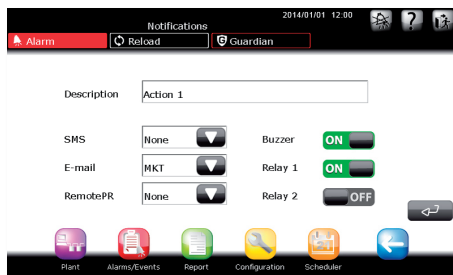 2014/01/01 12:00
Notifications
?
Alarm
Reload
Guardian
Description Action 1
SMS None Buzzer ON
E-mail MKT Relay 1 ON
RemotePR None Relay 2 OFF
Plant Alarms/Events Report Configuration Scheduler